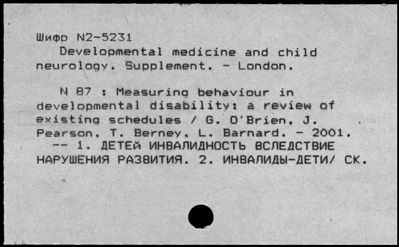 Шифр N2-5231
Developmental medicine and child
neurology. Supplement. - London.
N 87 : Measuring behaviour in
developmental disability: a review of
existing schedules / G. O'Brien, J.
Pearson, T. Berney, L. Barnard. - 2001.
-- 1. ДЕТЕЙ ИНВАЛИДНОСТЬ ВСЛЕДСТВИЕ
НАРУШЕНИЯ РАЗВИТИЯ. 2. ИНВАЛИДЫ-ДЕТИ/ СК.